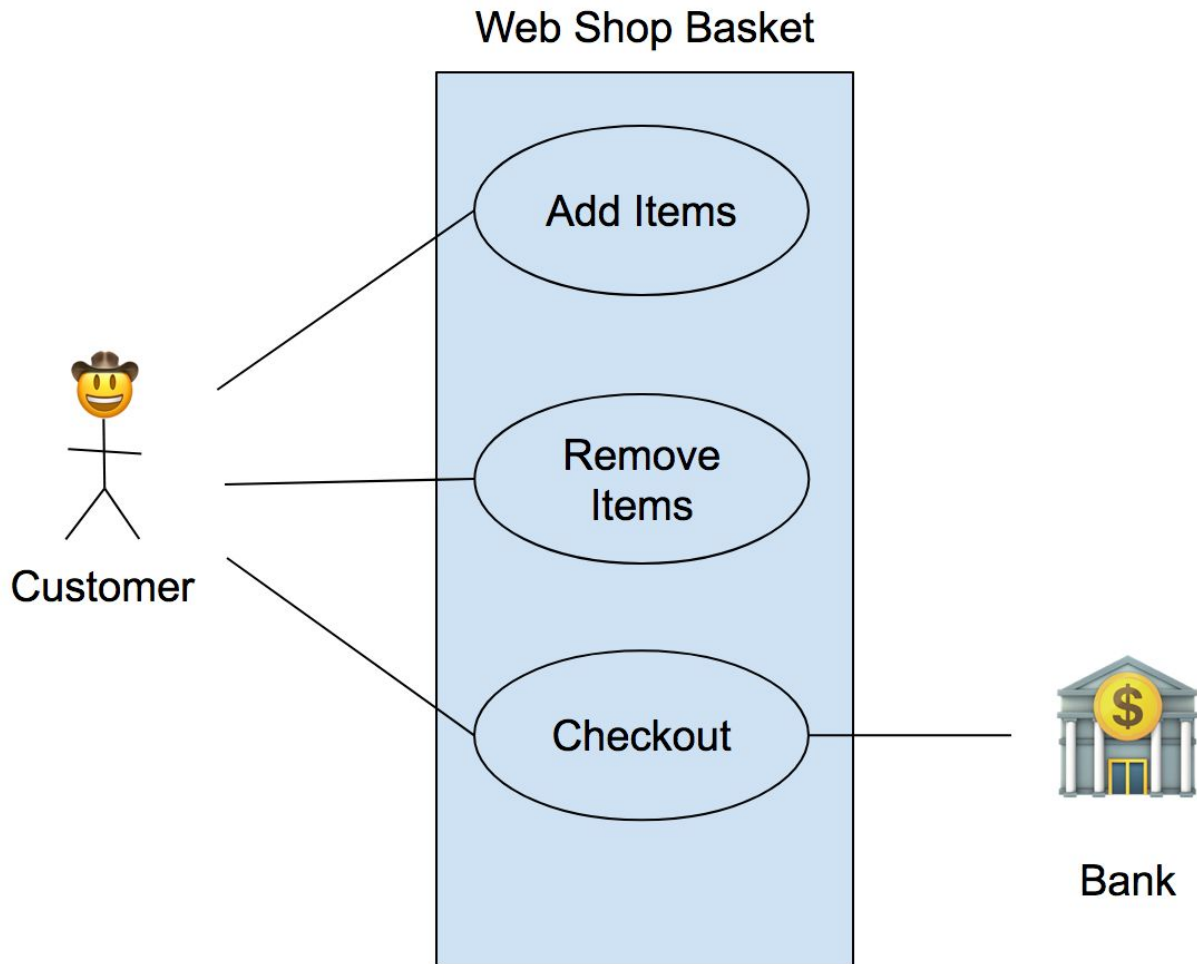 Web Shop Basket
Add Items
Remove
Items
Customer
Checkout
$
Bank